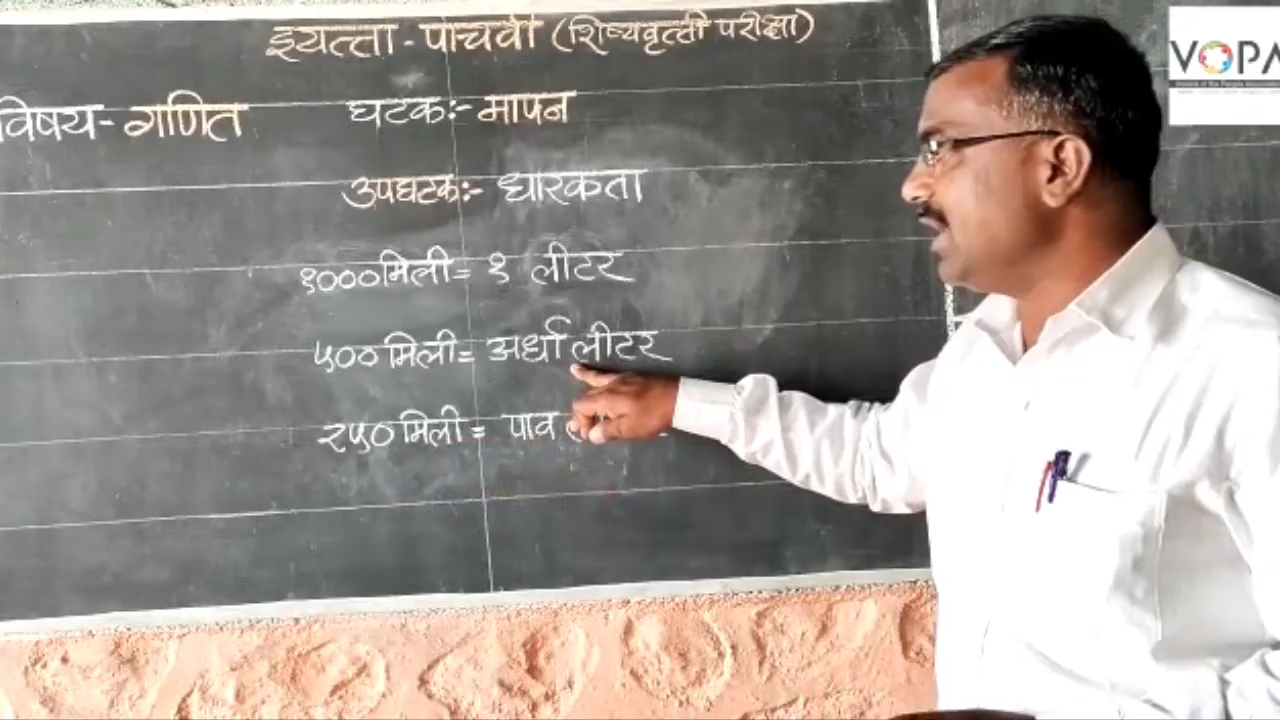 इयत्ता - पाचवी (शिष्यवृत्ती परीक्षा)
विषय - गणित घटक:- मापन
उपघटक:- धारकता
१००० मिली = १ लीटर
५०० मिली = अर्धा लीटर
२५० मिली = पाव
VOPA